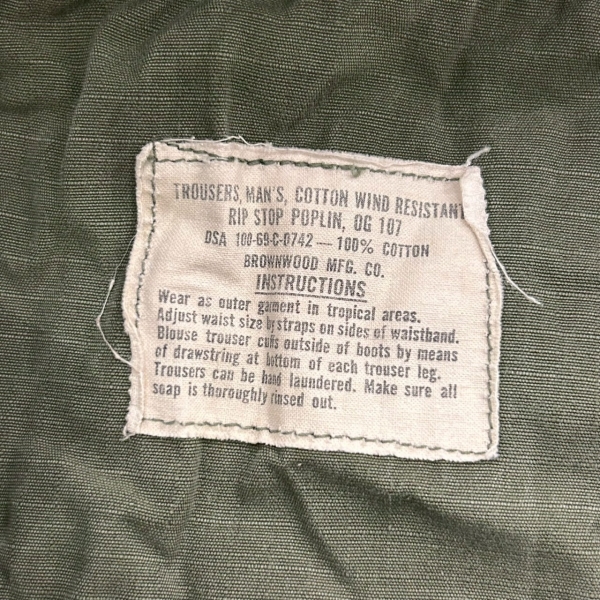 TROUSERS, MAN'S, COTTON WIND RESISTANT
RIP STOP POPLIN, OG 107
DSA 100-69-C-0742 — 100% COTTON
BROWNWOOD MFG. CO.
INSTRUCTIONS
Wear as outer garment in tropical areas.
Adjust waist size by straps on sides of waistband.
Blouse trouser cuffs outside of boots by means
of drawstring at bottom of each trouser leg.
Trousers can be hand laundered. Make sure all
soap is thoroughly rinsed out.